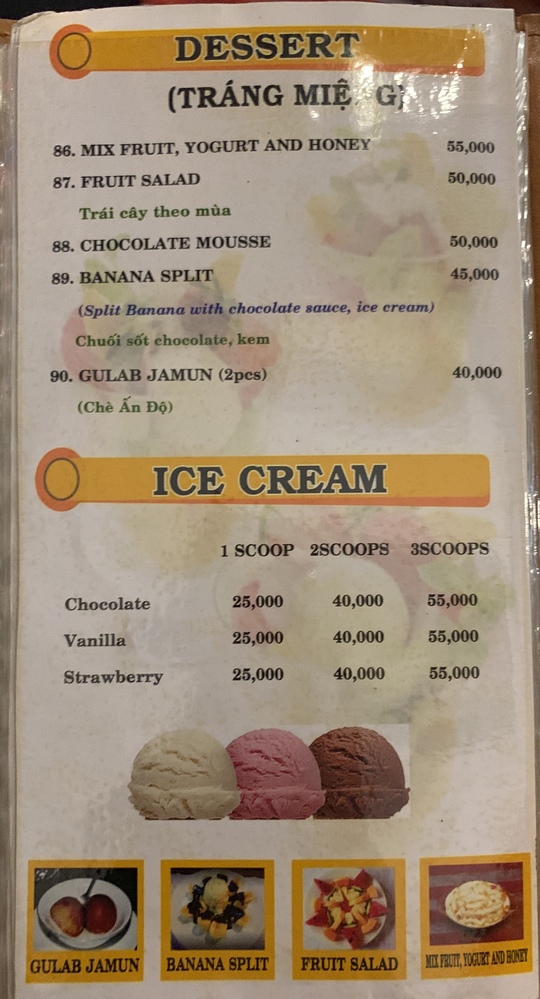 DESSERT
(TRÁNG MIỆ G)
86. MIX FRUIT, YOGURT AND HONEY 55,000
87. FRUIT SALAD 50,000
Trái cây theo mùa
88. CHOCOLATE MOUSSE 50,000
89. BANANA SPLIT 45,000
(Split Banana with chocolate sauce, ice cream)
Chuối sốt chocolate, kem
90. GULAB JAMUN (2pcs) 40,000
(Chè Ấn Độ)
ICE CREAM
1 SCOOP 2SCOOPS 3SCOOPS
Chocolate 25,000 40,000 55,000
Vanilla 25,000 40,000 55,000
Strawberry 25,000 40,000 55,000
GULAB JAMUN BANANA SPLIT FRUIT SALAD MIX FRUIT, YOGURT AND HONEY